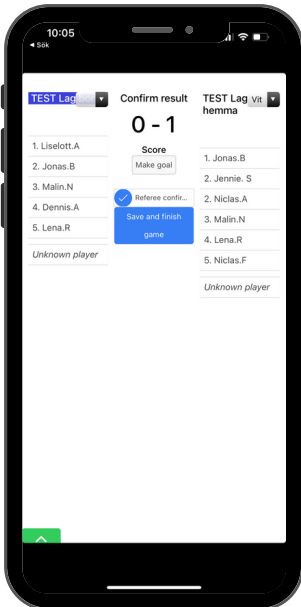 10:05
◄ Sök
TEST Lag
Confirm result
0 - 1
Score
Make goal
Referee confir...
Save and finish
game
1. Liselott.A
2. Jonas.B
3. Malin.N
4. Dennis.A
5. Lena.R
Unknown player
TEST Lag
hemma
Vit
1. Jonas.B
2. Jennie. S
2. Niclas.A
3. Malin.N
4. Lena.R
5. Niclas.F
Unknown player